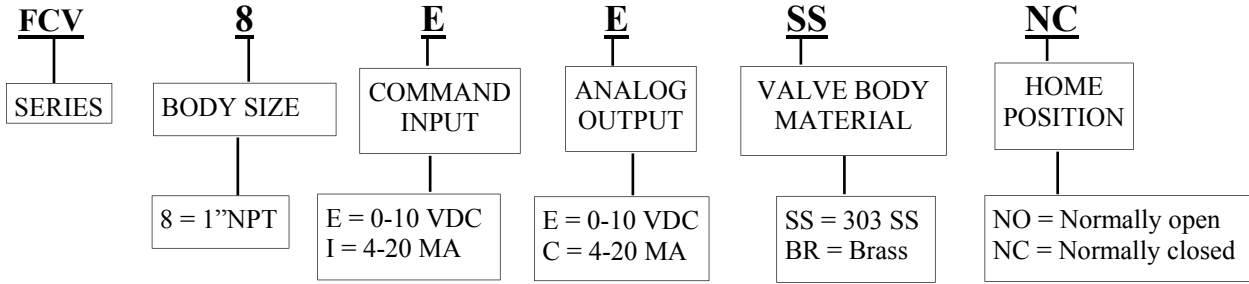 FCV 8 E E SS NC
SERIES
BODY SIZE
COMMAND
INPUT
ANALOG
OUTPUT
VALVE BODY
MATERIAL
HOME
POSITION
8 = 1”NPT
E = 0-10 VDC
I = 4-20 MA
E = 0-10 VDC
C = 4-20 MA
SS = 303 SS
BR = Brass
NO = Normally open
NC = Normally closed